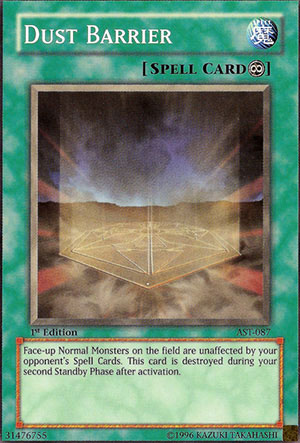 DUST BARRIER
[SPELL CARD]
1st Edition
AST-087
Face-up Normal Monsters on the field are unaffected by your
opponent's Spell Cards. This card is destroyed during your
second Standby Phase after activation.
31476755
©1996 KAZUKI TAKAHASHI